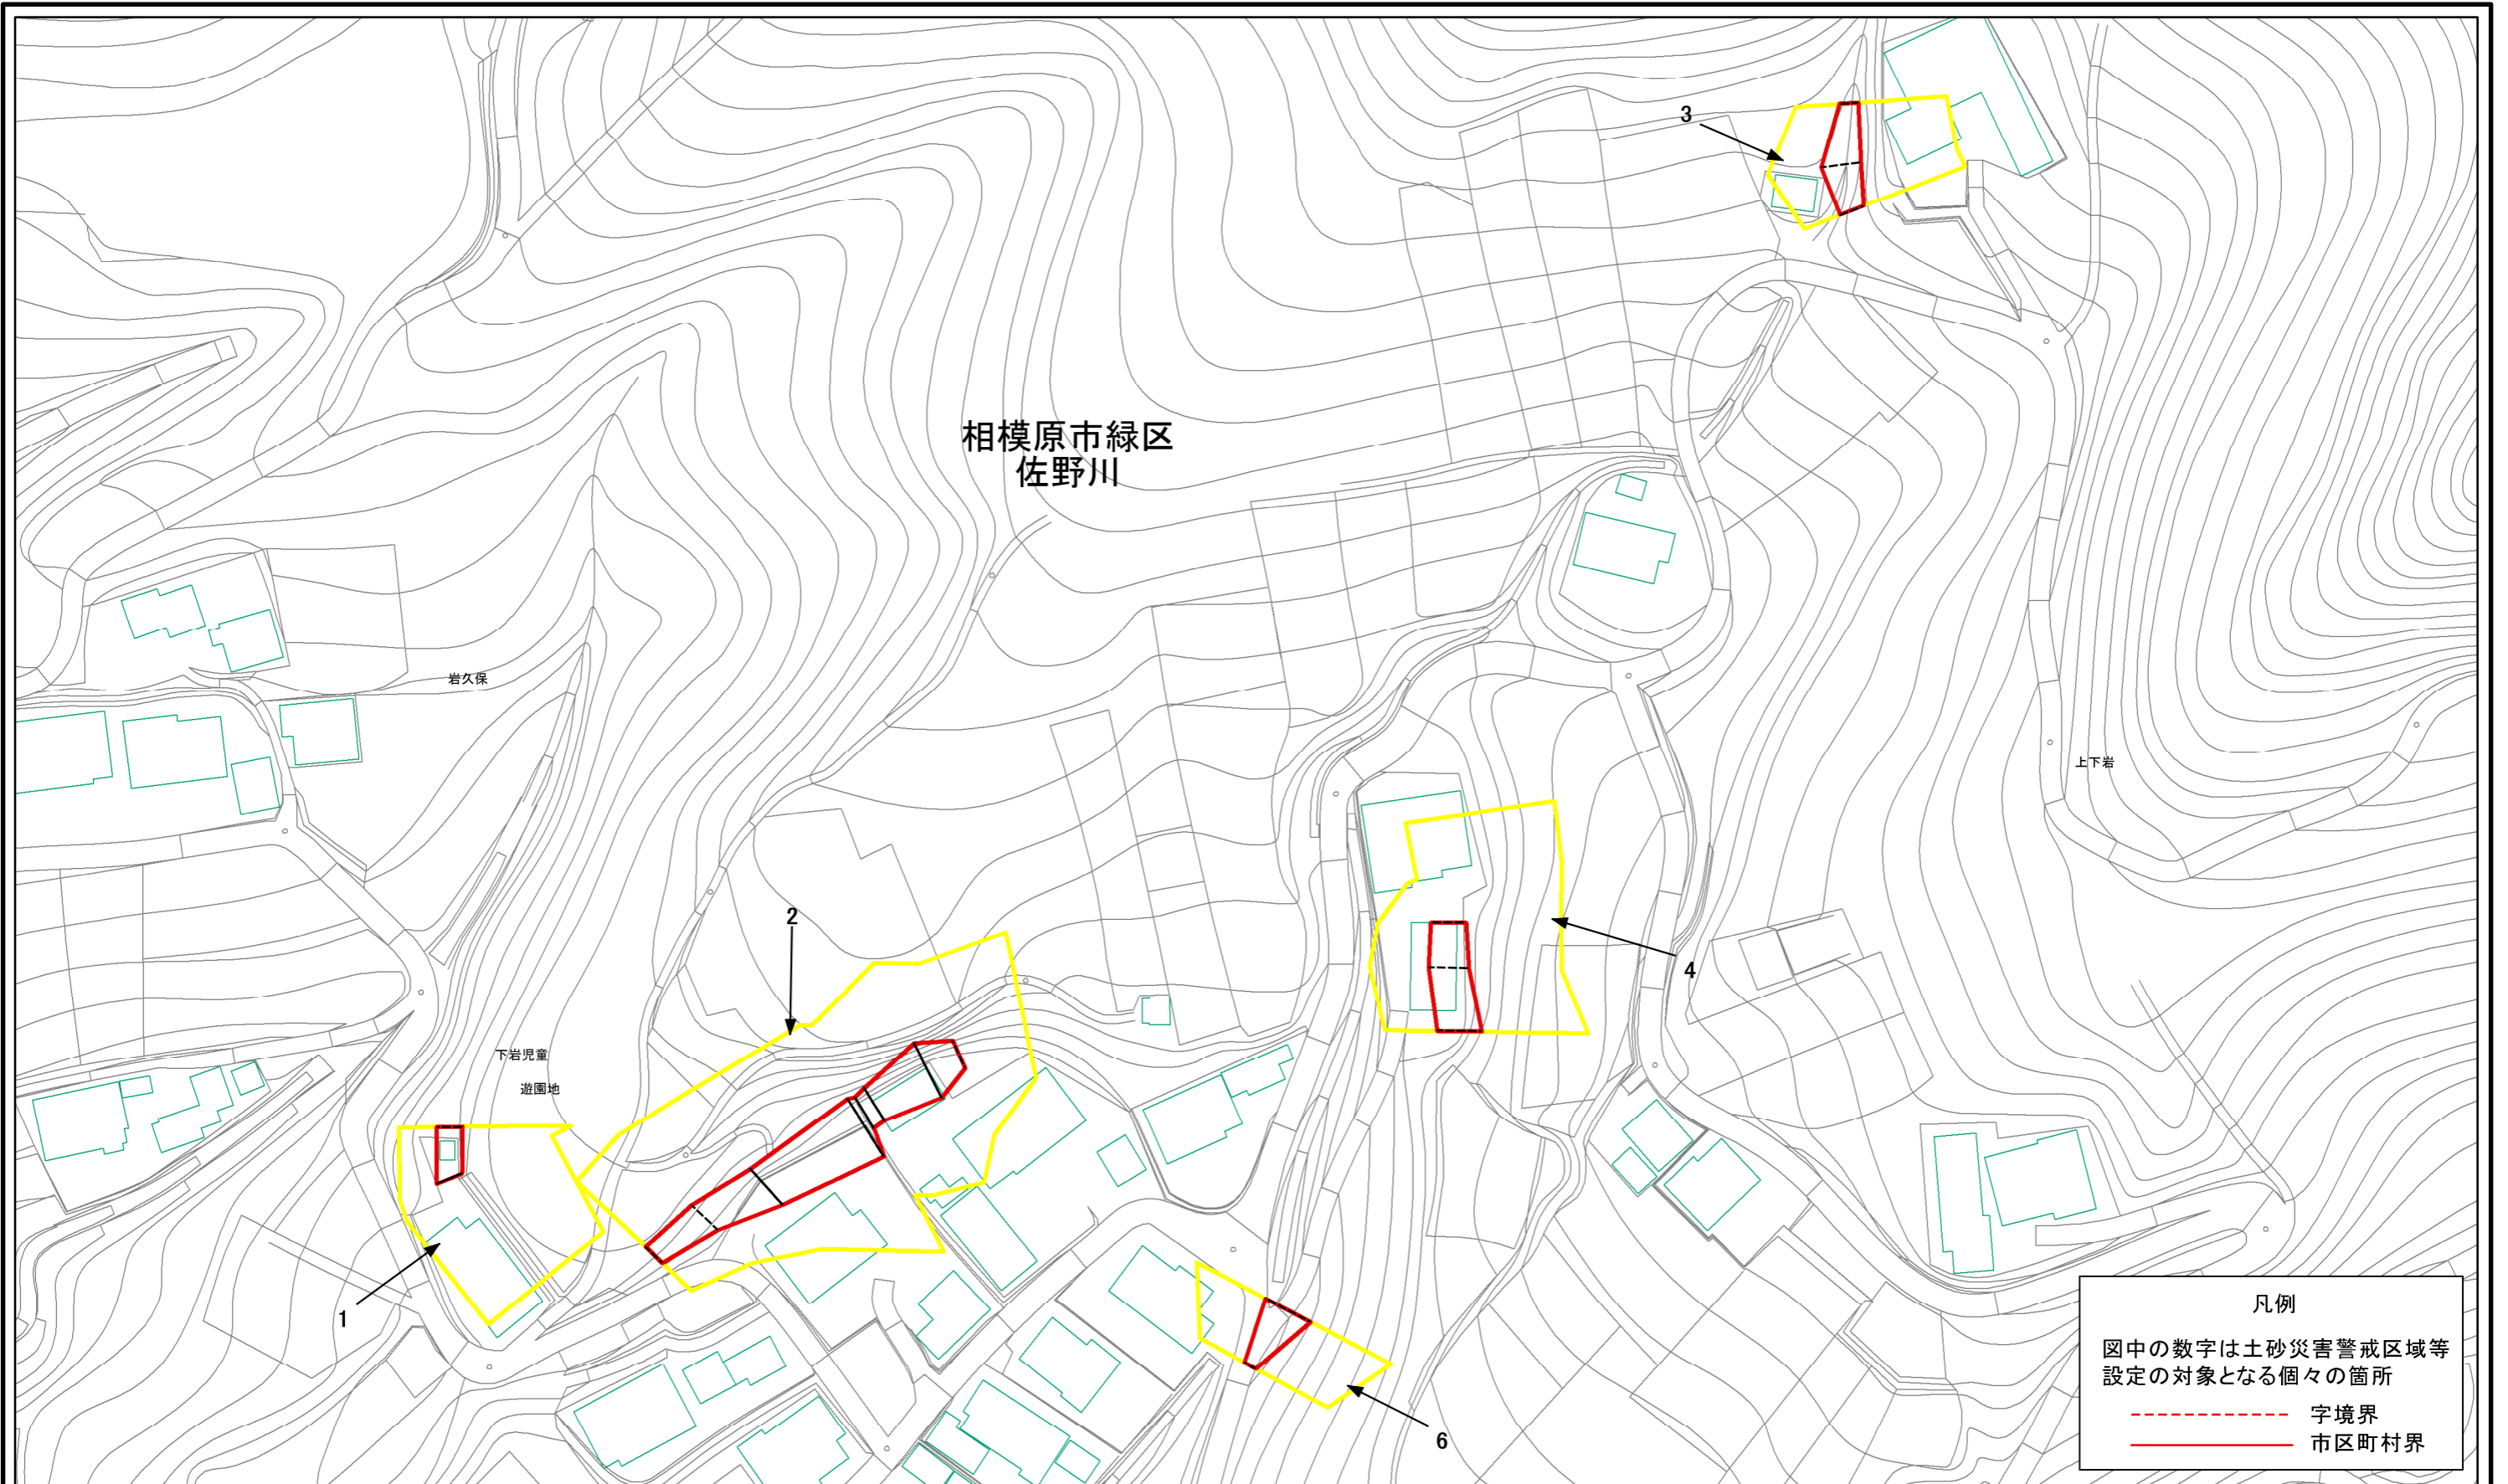 3
相模原市緑区
佐野川
岩久保
上下岩
2
4
下岩児童
遊園地
1
6
凡例
図中の数字は土砂災害警戒区域等
設定の対象となる個々の箇所
字境界
市区町村界